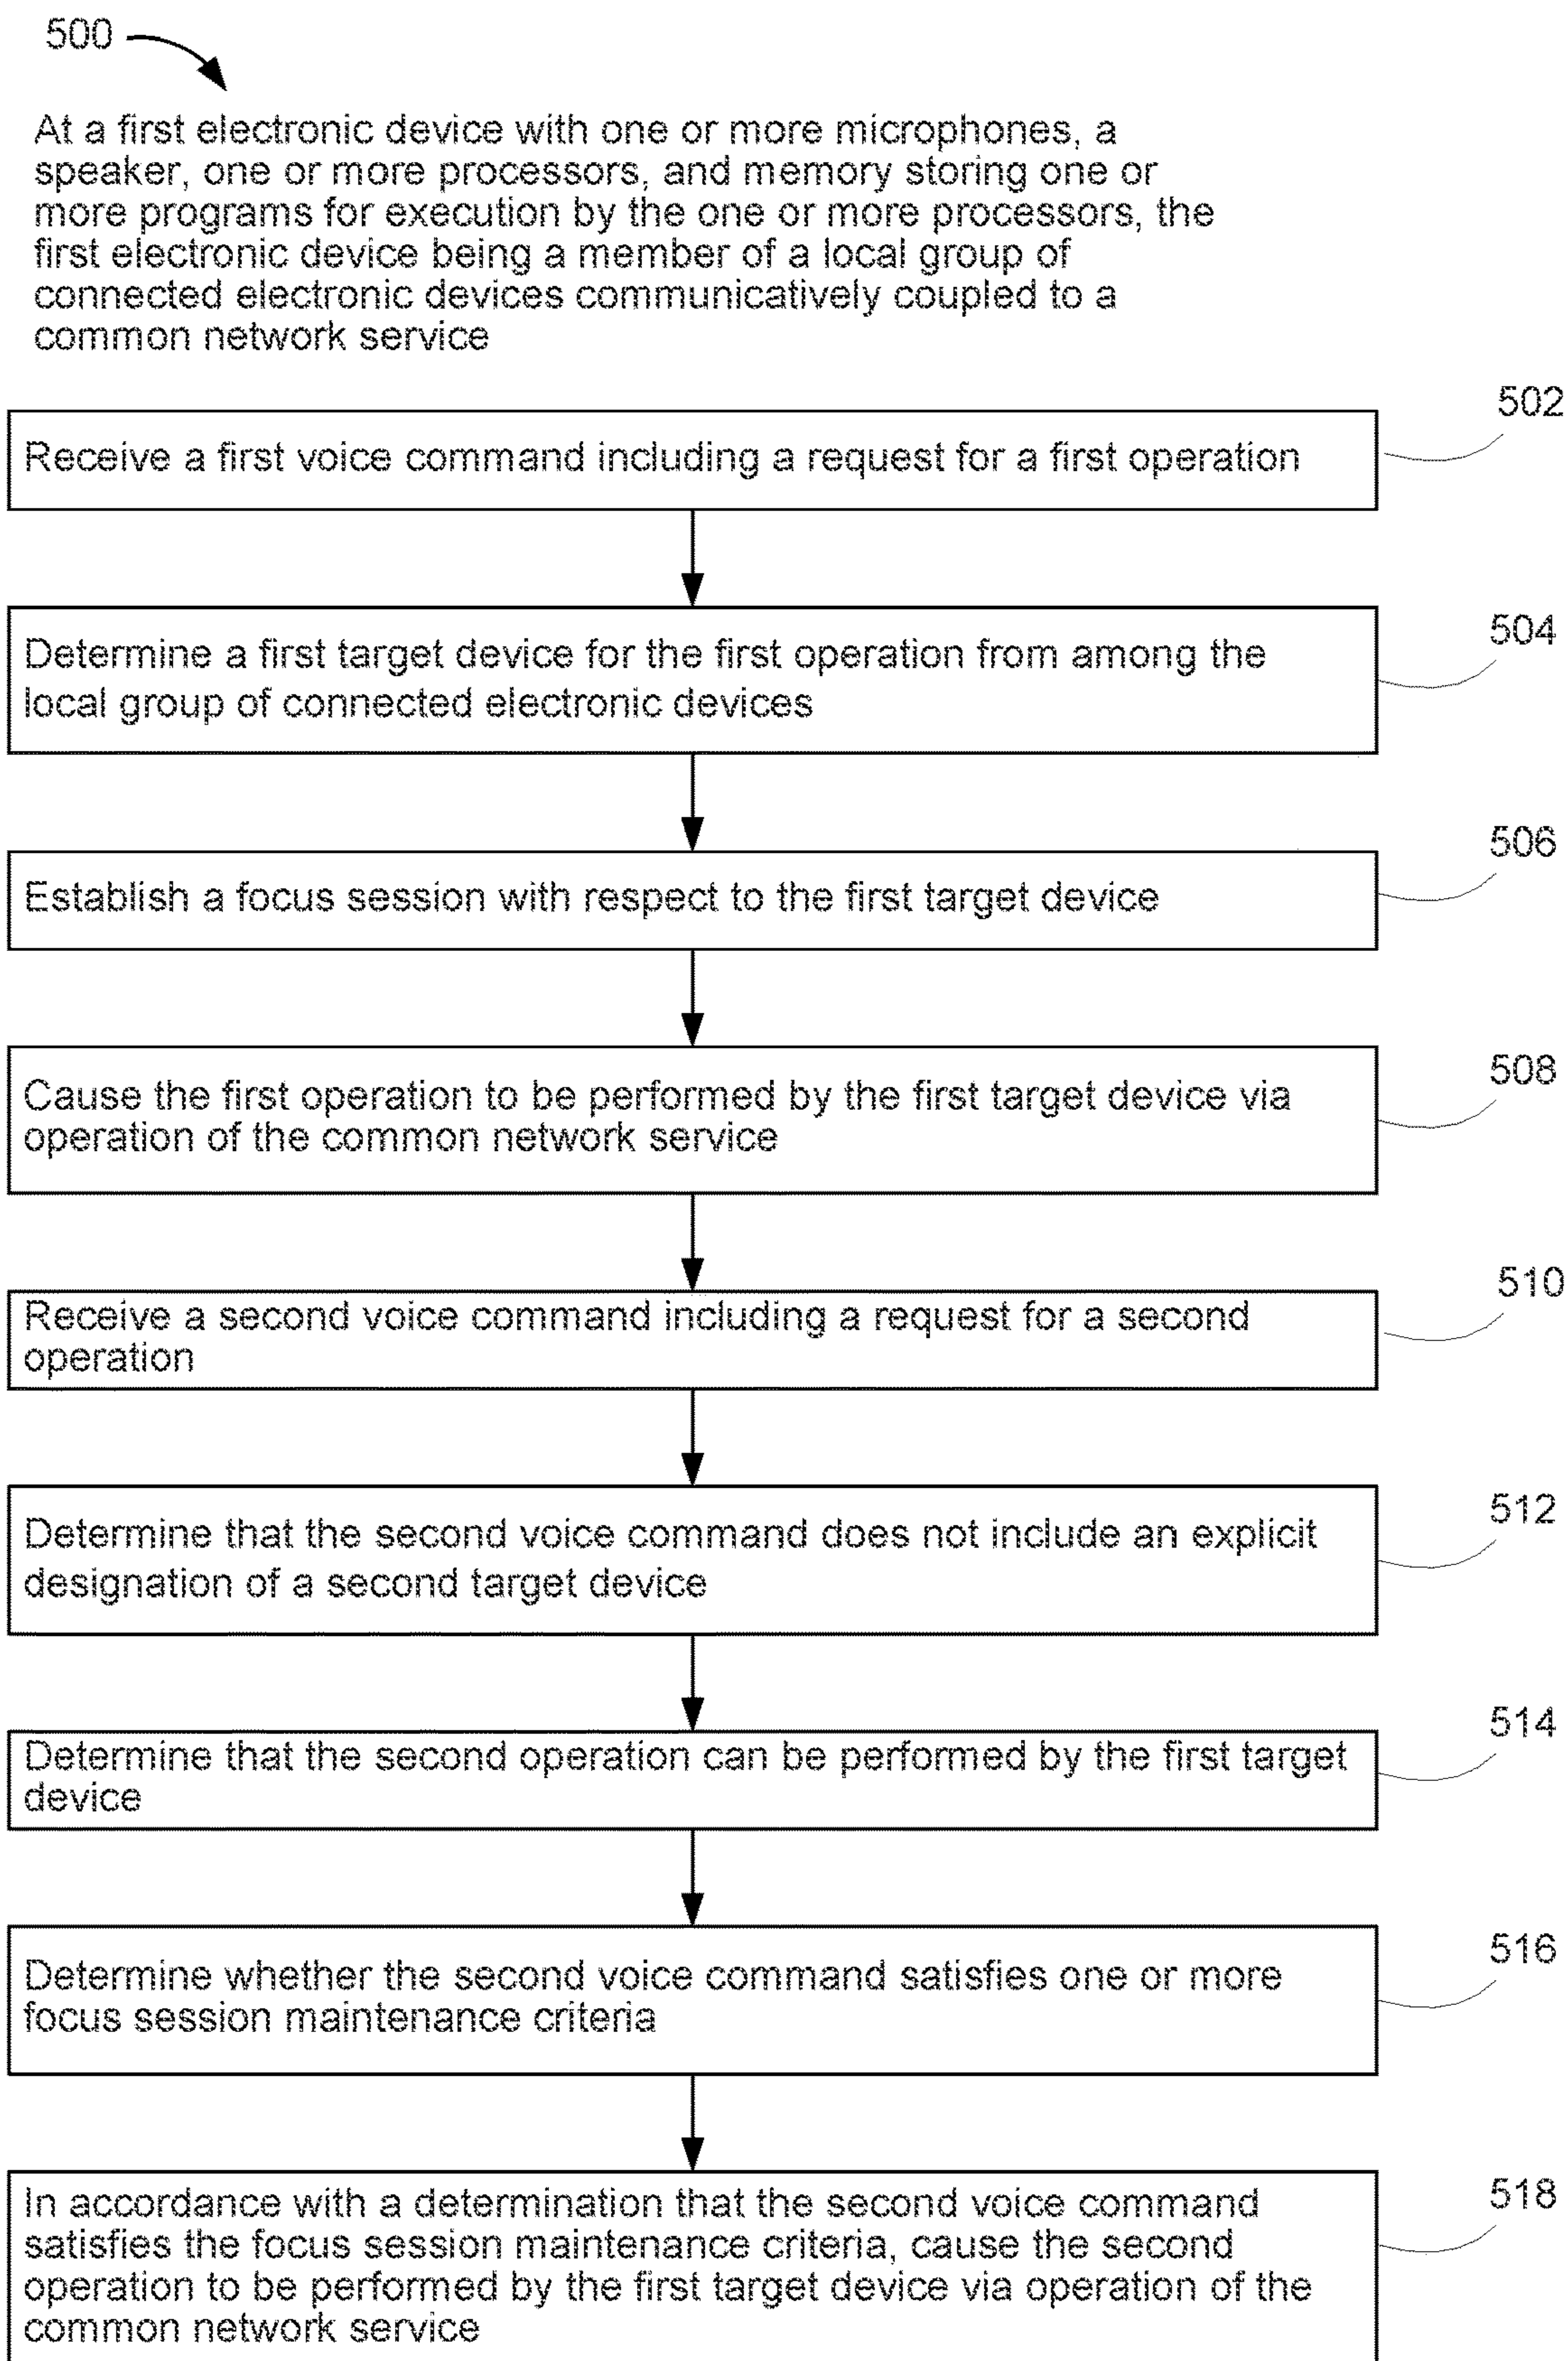 500
At a first electronic device with one or more microphones, a
speaker, one or more processors, and memory storing one or
more programs for execution by the one or more processors, the
first electronic device being a member of a local group of
connected electronic devices communicatively coupled to a
common network service
502
Receive a first voice command including a request for a first operation
504
Determine a first target device for the first operation from among the
local group of connected electronic devices
506
Establish a focus session with respect to the first target device
508
Cause the first operation to be performed by the first target device via
operation of the common network service
510
Receive a second voice command including a request for a second
operation
512
Determine that the second voice command does not include an explicit
designation of a second target device
514
Determine that the second operation can be performed by the first target
device
516
Determine whether the second voice command satisfies one or more
focus session maintenance criteria
518
In accordance with a determination that the second voice command
satisfies the focus session maintenance criteria, cause the second
operation to be performed by the first target device via operation of the
common network service